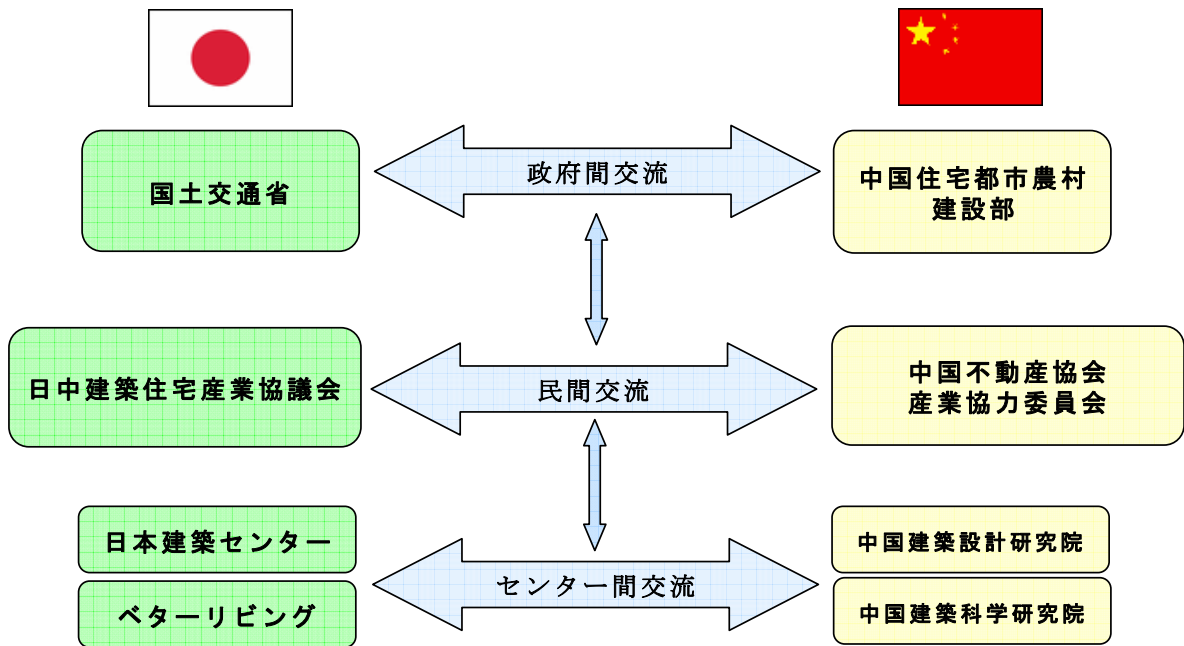 国土交通省
政府間交流
中国住宅都市農村
建設部
日中建築住宅産業協議会
民間交流
中国不動産協会
産業協力委員会
日本建築センター
ベターリビング
センター間交流
中国建築設計研究院
中国建築科学研究院